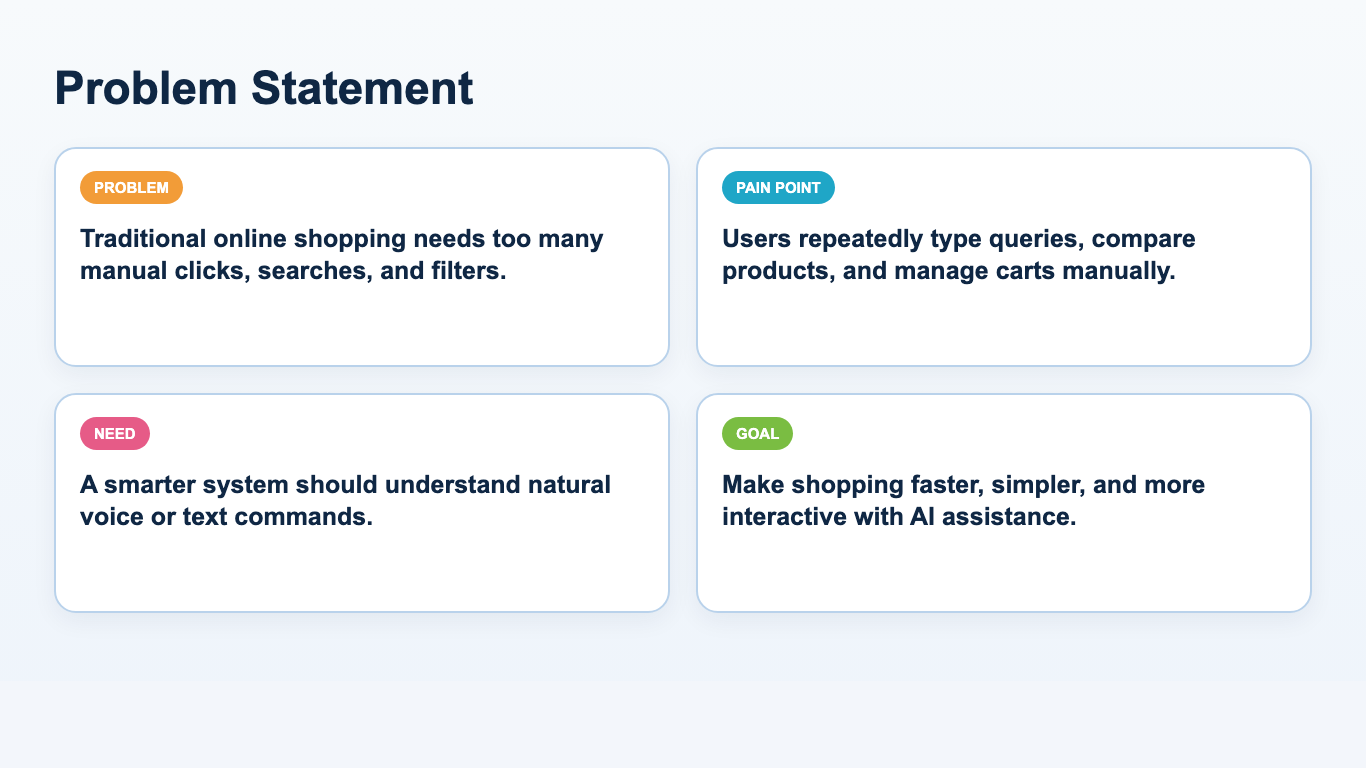 Problem Statement
PROBLEM
Traditional online shopping needs too many
manual clicks, searches, and filters.
PAIN POINT
Users repeatedly type queries, compare
products, and manage carts manually.
NEED
A smarter system should understand natural
voice or text commands.
GOAL
Make shopping faster, simpler, and more
interactive with AI assistance.